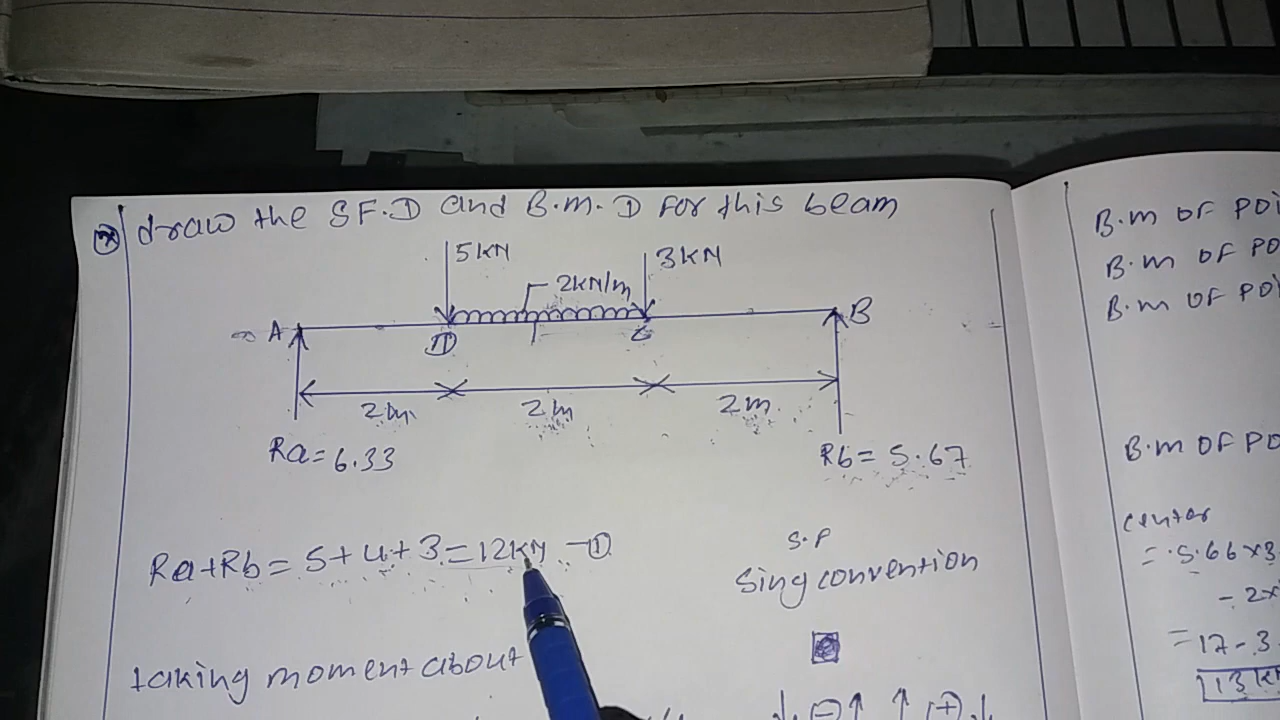 draw the SF.D and B.M.D For this beam
5KN
3KN
2KN/m
A
B
D
C
2m.
2m
2m.
Ra=6.33
Rb=5.67
Ra+Rb=5+4+3=12KN -①
S.F
Sing convention
taking moment about
↓ ⊖ ↑ ↑ (+) ↓
B.M OF POI
B.M OF PO
B.M OF POI
B.M OF PO
center
=5.66×3
-2×
=17-3
13 K